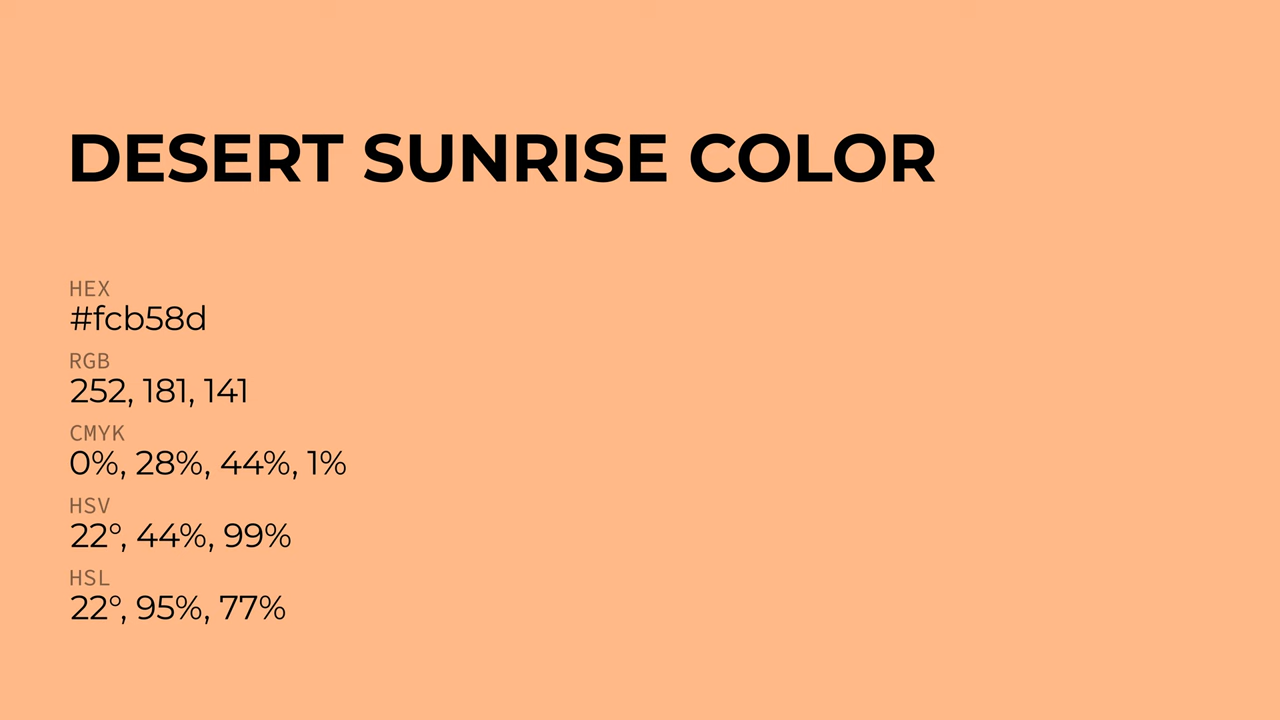 DESERT SUNRISE COLOR
HEX
#fcb58d
RGB
252, 181, 141
CMYK
0%, 28%, 44%, 1%
HSV
22°, 44%, 99%
HSL
22°, 95%, 77%